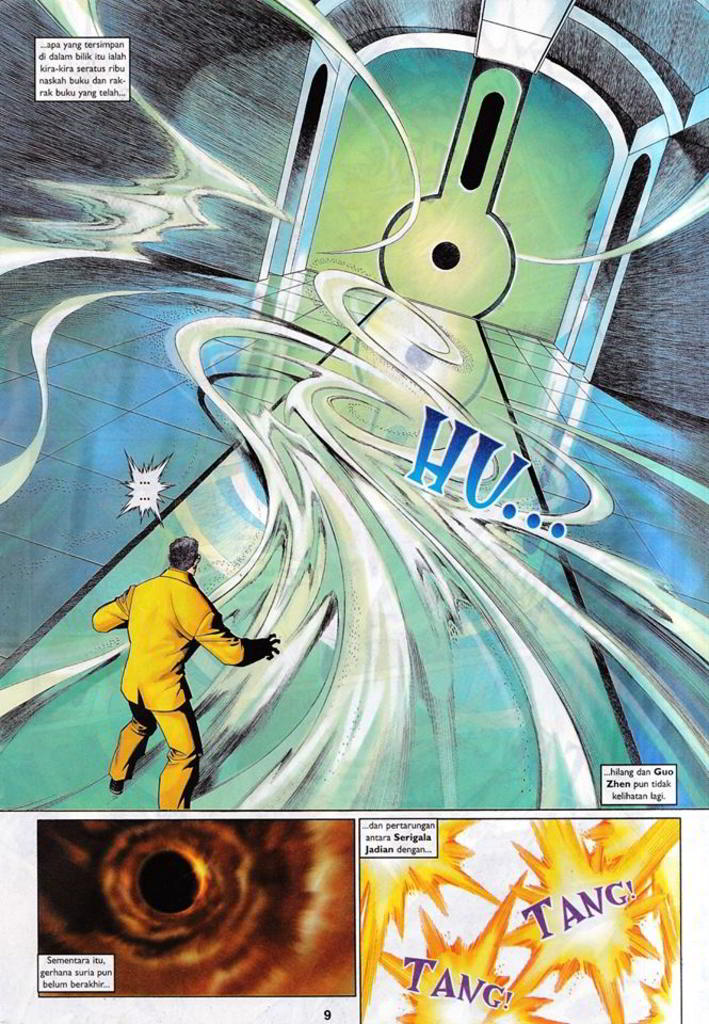 ...apa yang tersimpan
di dalam bilik itu ialah
kira-kira seratus ribu
naskah buku dan rak-
rak buku yang telah...
HU...
...
...
...hilang dan Guo
Zhen pun tidak
kelihatan lagi.
Sementara itu,
gerhana suria pun
belum berakhir...
...dan pertarungan
antara Serigala
Jadian dengan...
TANG!
TANG!
9